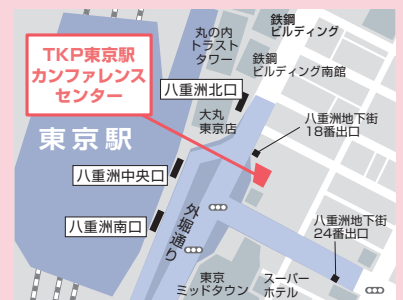 鉄鋼
ビルディング
丸の内
トラスト
タワー
鉄鋼
ビルディング南館
TKP東京駅
カンファレンス
センター
八重洲北口
大丸
東京店
八重洲地下街
18番出口
東京駅
八重洲中央口
八重洲南口
外堀通り
八重洲地下街
24番出口
東京
ミッドタウン
スーパー
ホテル